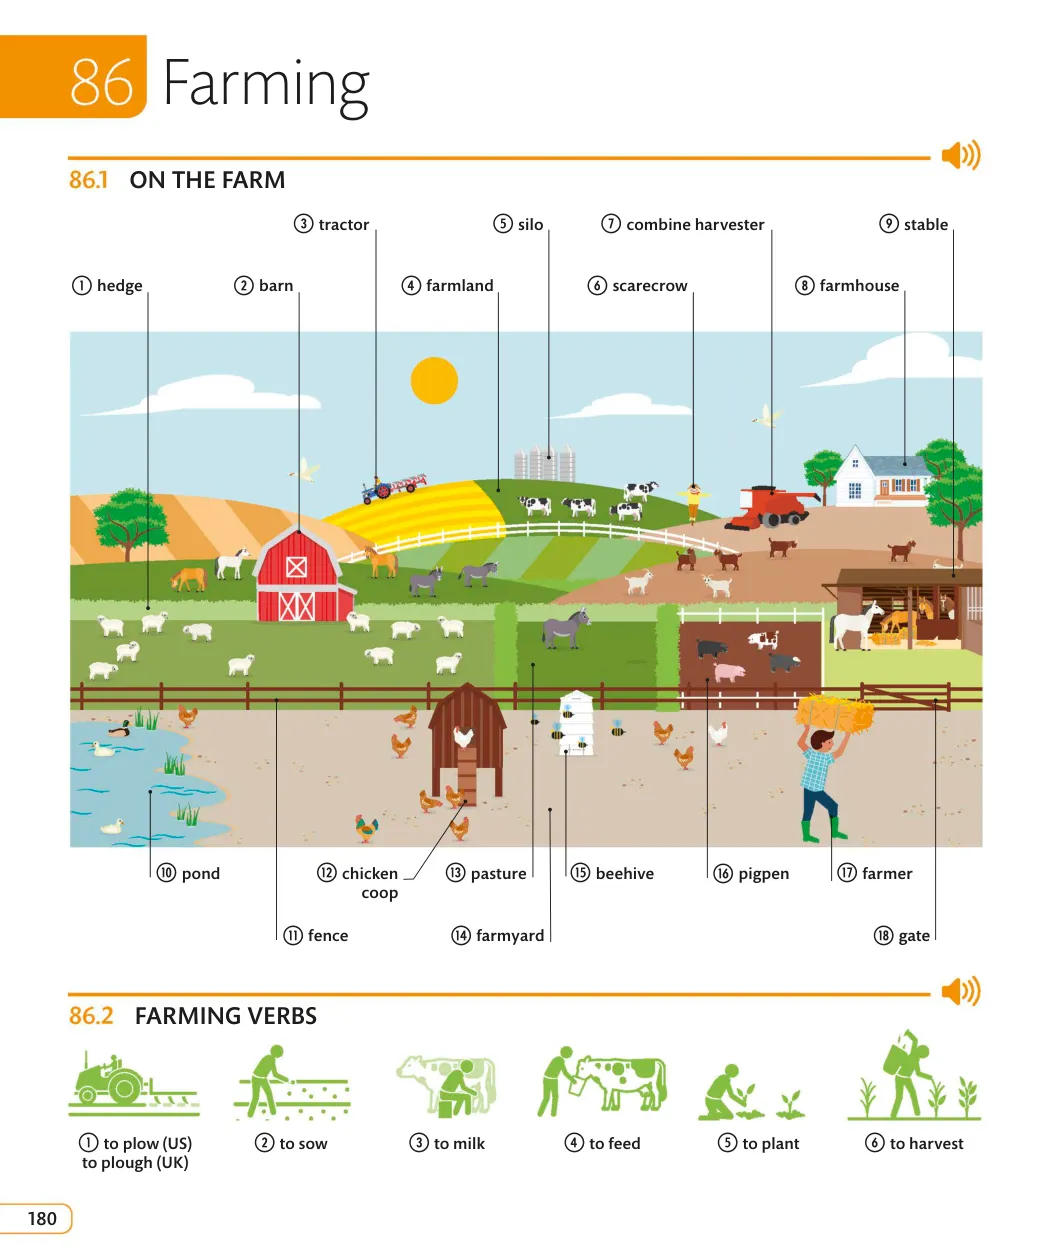 86 Farming
86.1 ON THE FARM
3 tractor
5 silo
7 combine harvester
9 stable
1 hedge
2 barn
4 farmland
6 scarecrow
8 farmhouse
10 pond
12 chicken
coop
13 pasture
15 beehive
16 pigpen
17 farmer
11 fence
14 farmyard
18 gate
86.2 FARMING VERBS
1 to plow (US)
to plough (UK)
2 to sow
3 to milk
4 to feed
5 to plant
6 to harvest
180